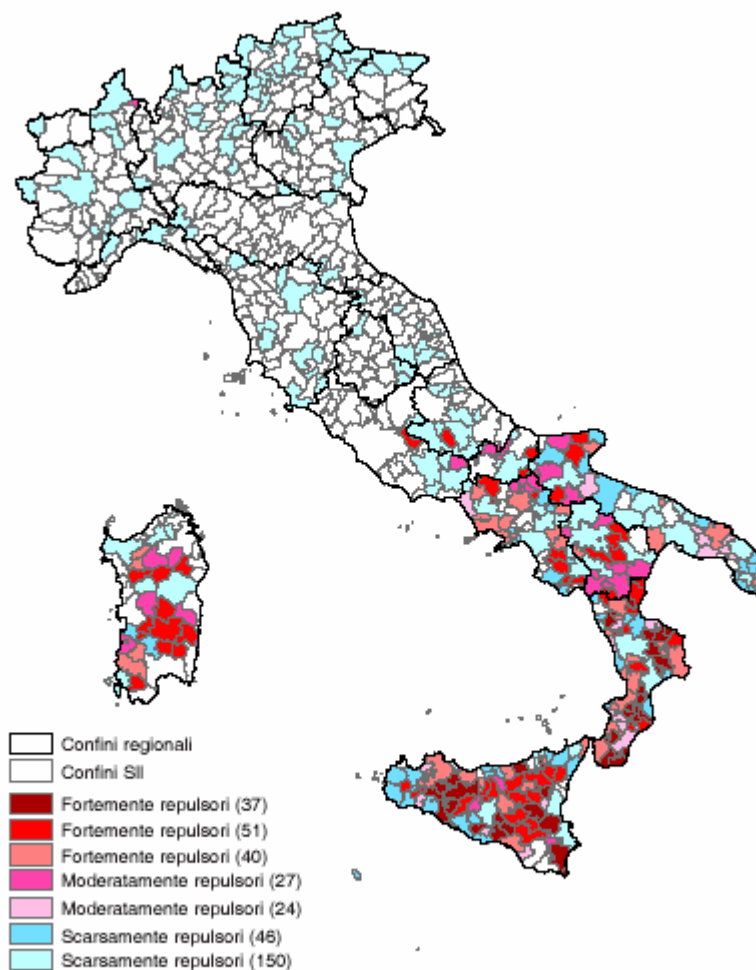 Confini regionali
Confini Sll
Fortemente repulsori (37)
Fortemente repulsori (51)
Fortemente repulsori (40)
Moderatamente repulsori (27)
Moderatamente repulsori (24)
Scarsamente repulsori (46)
Scarsamente repulsori (150)